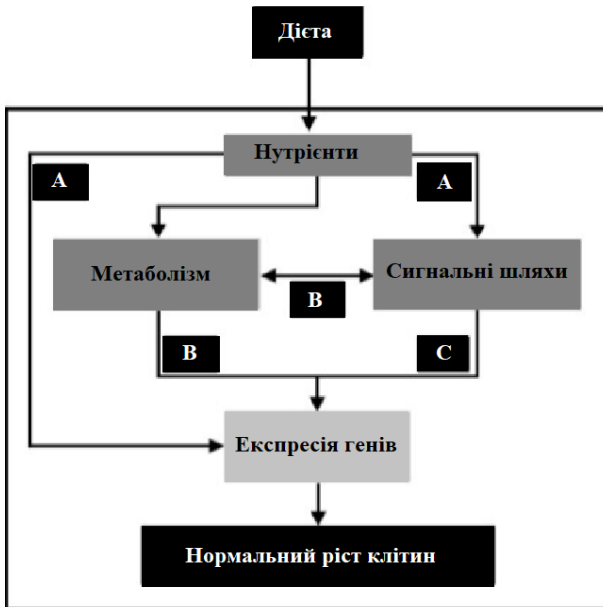 Дієта
Нутрієнти
A
A
Метаболізм
Сигнальні шляхи
B
B
C
Експресія генів
Нормальний ріст клітин